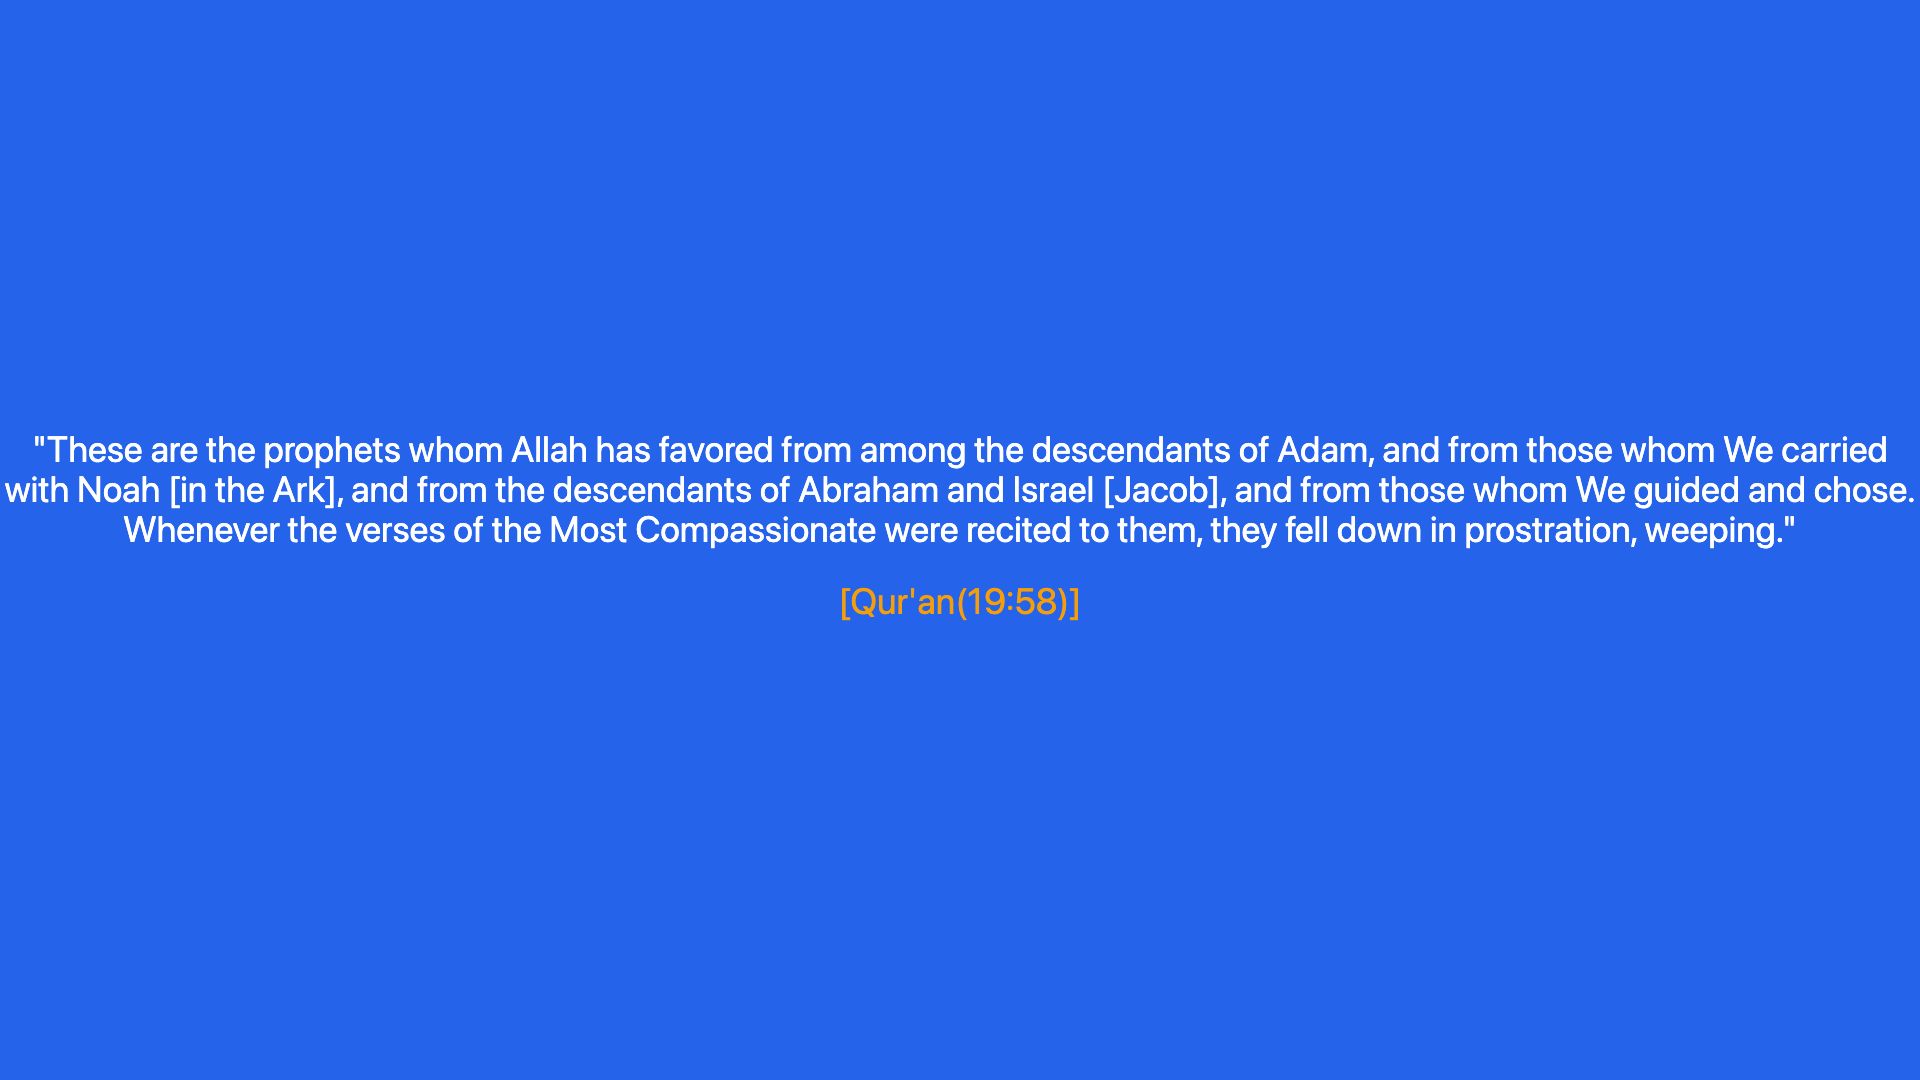 "These are the prophets whom Allah has favored from among the descendants of Adam, and from those whom We carried
with Noah [in the Ark], and from the descendants of Abraham and Israel [Jacob], and from those whom We guided and chose.
Whenever the verses of the Most Compassionate were recited to them, they fell down in prostration, weeping."
[Qur'an(19:58)]